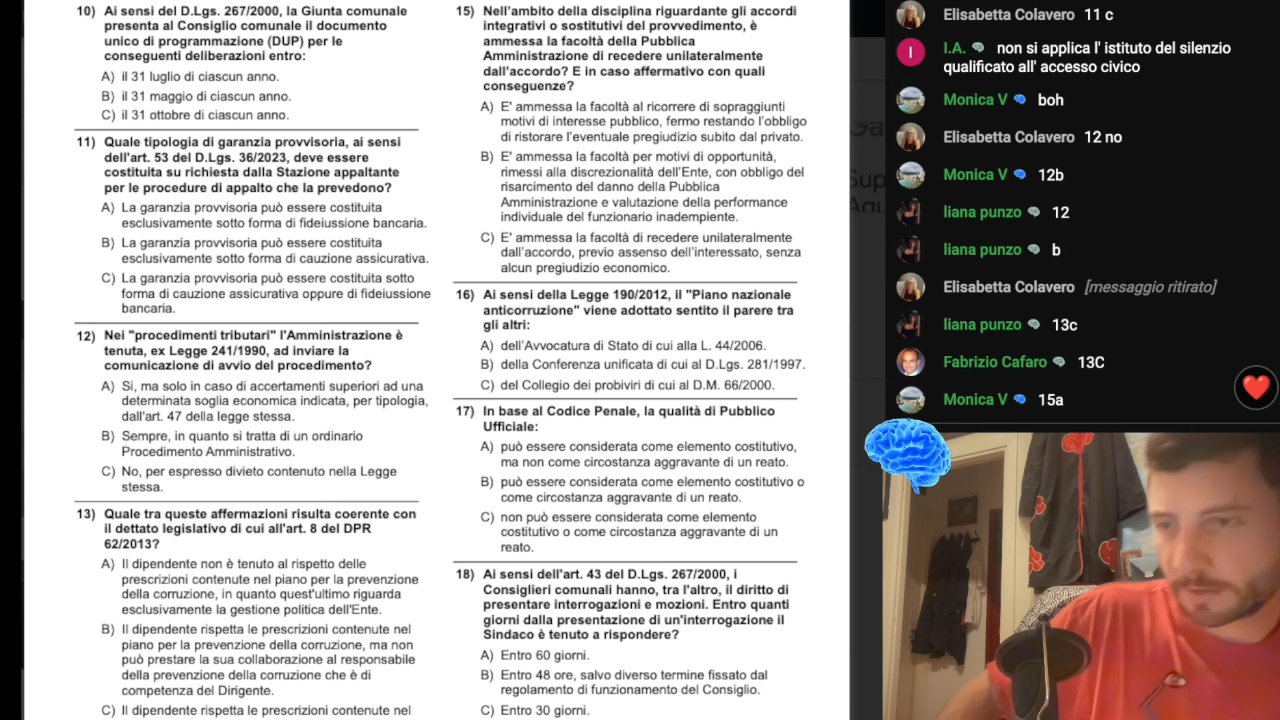 10) Ai sensi del D.Lgs. 267/2000, la Giunta comunale
presenta al Consiglio comunale il documento
unico di programmazione (DUP) per le
conseguenti deliberazioni entro:
A) il 31 luglio di ciascun anno.
B) il 31 maggio di ciascun anno.
C) il 31 ottobre di ciascun anno.
11) Quale tipologia di garanzia provvisoria, ai sensi
dell'art. 53 del D.Lgs. 36/2023, deve essere
costituita su richiesta dalla Stazione appaltante
per le procedure di appalto che la prevedono?
A) La garanzia provvisoria può essere costituita
esclusivamente sotto forma di fideiussione bancaria.
B) La garanzia provvisoria può essere costituita
esclusivamente sotto forma di cauzione assicurativa.
C) La garanzia provvisoria può essere costituita sotto
forma di cauzione assicurativa oppure di fideiussione
bancaria.
12) Nei "procedimenti tributari" l'Amministrazione è
tenuta, ex Legge 241/1990, ad inviare la
comunicazione di avvio del procedimento?
A) Si, ma solo in caso di accertamenti superiori ad una
determinata soglia economica indicata, per tipologia,
dall'art. 47 della legge stessa.
B) Sempre, in quanto si tratta di un ordinario
Procedimento Amministrativo.
C) No, per espresso divieto contenuto nella Legge
stessa.
13) Quale tra queste affermazioni risulta coerente con
il dettato legislativo di cui all'art. 8 del DPR
62/2013?
A) Il dipendente non è tenuto al rispetto delle
prescrizioni contenute nel piano per la prevenzione
della corruzione, in quanto quest'ultimo riguarda
esclusivamente la gestione politica dell'Ente.
B) Il dipendente rispetta le prescrizioni contenute nel
piano per la prevenzione della corruzione, ma non
può prestare la sua collaborazione al responsabile
della prevenzione della corruzione che è di
competenza del Dirigente.
C) Il dipendente rispetta le prescrizioni contenute nel
15) Nell'ambito della disciplina riguardante gli accordi
integrativi o sostitutivi del provvedimento, è
ammessa la facoltà della Pubblica
Amministrazione di recedere unilateralmente
dall'accordo? E in caso affermativo con quali
conseguenze?
A) E' ammessa la facoltà al ricorrere di sopraggiunti
motivi di interesse pubblico, fermo restando l'obbligo
di ristorare l'eventuale pregiudizio subito dal privato.
B) E' ammessa la facoltà per motivi di opportunità,
rimessi alla discrezionalità dell'Ente, con obbligo del
risarcimento del danno della Pubblica
Amministrazione e valutazione della performance
individuale del funzionario inadempiente.
C) E' ammessa la facoltà di recedere unilateralmente
dall'accordo, previo assenso dell'interessato, senza
alcun pregiudizio economico.
16) Ai sensi della Legge 190/2012, il "Piano nazionale
anticorruzione" viene adottato sentito il parere tra
gli altri:
A) dell'Avvocatura di Stato di cui alla L. 44/2006.
B) della Conferenza unificata di cui al D.Lgs. 281/1997.
C) del Collegio dei probiviri di cui al D.M. 66/2000.
17) In base al Codice Penale, la qualità di Pubblico
Ufficiale:
A) può essere considerata come elemento costitutivo,
ma non come circostanza aggravante di un reato.
B) può essere considerata come elemento costitutivo o
come circostanza aggravante di un reato.
C) non può essere considerata come elemento
costitutivo o come circostanza aggravante di un
reato.
18) Ai sensi dell'art. 43 del D.Lgs. 267/2000, i
Consiglieri comunali hanno, tra l'altro, il diritto di
presentare interrogazioni e mozioni. Entro quanti
giorni dalla presentazione di un'interrogazione il
Sindaco è tenuto a rispondere?
A) Entro 60 giorni.
B) Entro 48 ore, salvo diverso termine fissato dal
regolamento di funzionamento del Consiglio.
C) Entro 30 giorni.
Elisabetta Colavero 11 c
I
I.A. non si applica l' istituto del silenzio
qualificato all' accesso civico
Monica V boh
Elisabetta Colavero 12 no
Monica V 12b
liana punzo 12
liana punzo b
Elisabetta Colavero [messaggio ritirato]
liana punzo 13c
Fabrizio Cafaro 13C
Monica V 15a